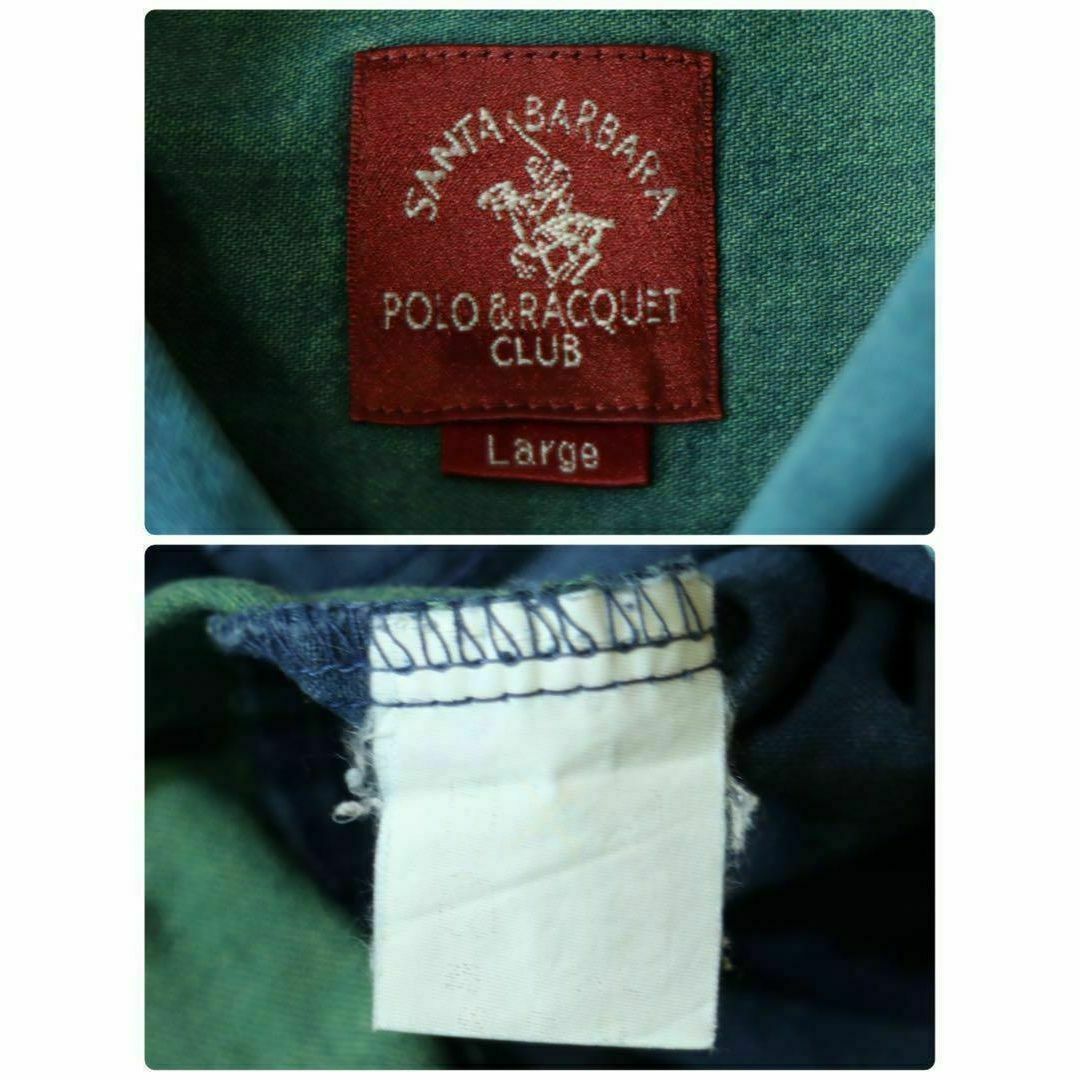 SANTA BARBARA
POLO & RACQUET
CLUB
Large